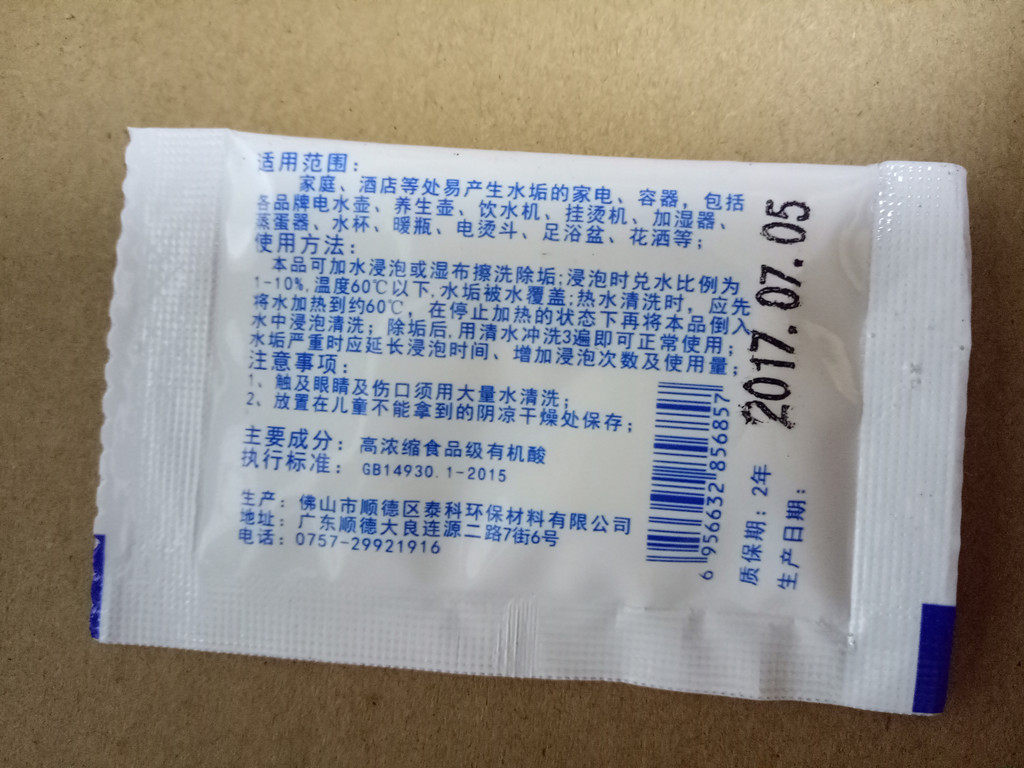 适用范围:
家庭、酒店等处易产生水垢的家电、容器，包括
各品牌电水壶、养生壶、饮水机、挂烫机、加湿器、
蒸蛋器、水杯、暖瓶、电烫斗、足浴盆、花洒等；
使用方法:
本品可加水浸泡或湿布擦洗除垢;浸泡时兑水比例为
1-10%,温度60℃以下,水垢被水覆盖;热水清洗时，应先
将水加热到约60℃，在停止加热的状态下再将本品倒入
水中浸泡清洗；除垢后,用清水冲洗3遍即可正常使用；
水垢严重时应延长浸泡时间、增加浸泡次数及使用量；
注意事项:
1、触及眼睛及伤口须用大量水清洗；
2、放置在儿童不能拿到的阴凉干燥处保存；
主要成分: 高浓缩食品级有机酸
执行标准: GB14930.1-2015
生产: 佛山市顺德区泰科环保材料有限公司
地址: 广东顺德大良连源二路7街6号
电话: 0757-29921916
6 956632 856857
质保期: 2年
生产日期:
2017.07.05